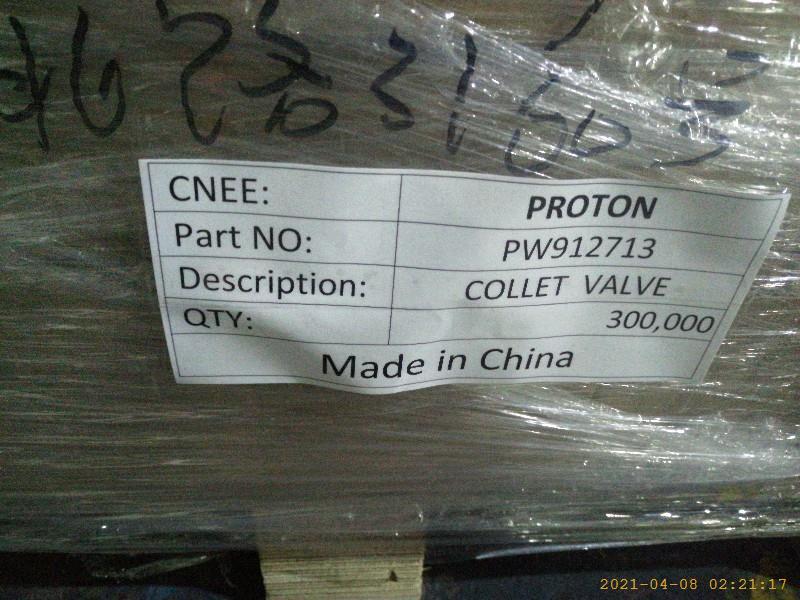 CNEE: PROTON
Part NO: PW912713
Description: COLLET VALVE
QTY: 300,000
Made in China
2021-04-08 02:21:17